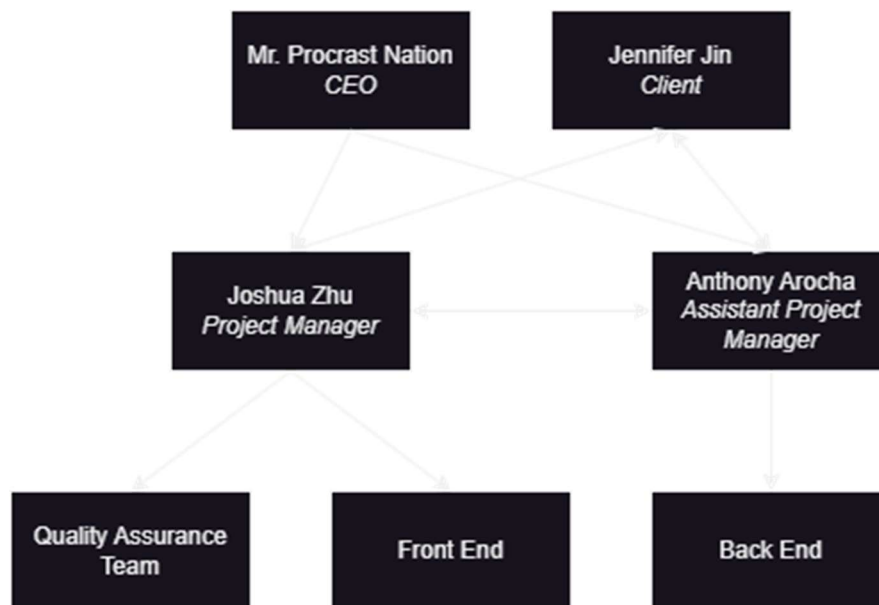 Mr. Procrast Nation
CEO
Jennifer Jin
Client
Joshua Zhu
Project Manager
Anthony Arocha
Assistant Project
Manager
Quality Assurance
Team
Front End
Back End